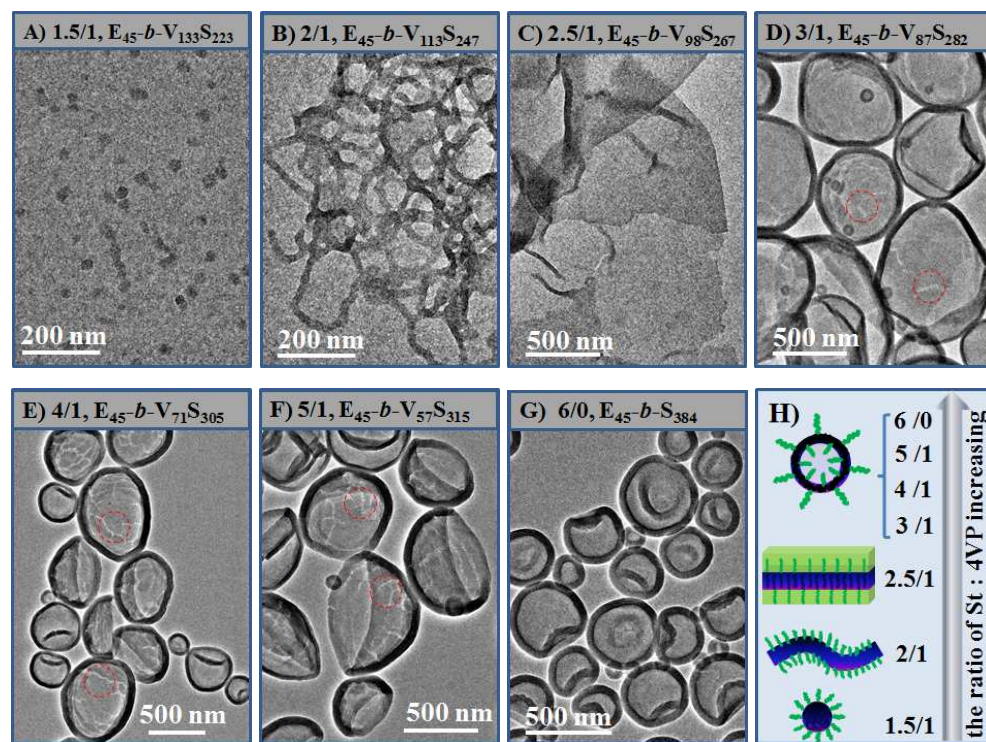 A) 1.5/1, E₄₅-b-V₁₃₃S₂₂₃
200 nm
B) 2/1, E₄₅-b-V₁₁₃S₂₄₇
200 nm
C) 2.5/1, E₄₅-b-V₉₈S₂₆₇
500 nm
D) 3/1, E₄₅-b-V₈₇S₂₈₂
500 nm
E) 4/1, E₄₅-b-V₇₁S₃₀₅
500 nm
F) 5/1, E₄₅-b-V₅₇S₃₁₅
500 nm
G) 6/0, E₄₅-b-S₃₈₄
500 nm
H)
6 /0
5 /1
4 /1
3 /1
2.5/1
2/1
1.5/1
the ratio of St : 4VP increasing